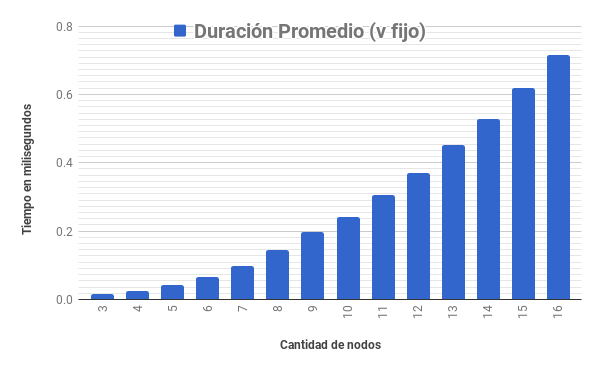 Duración Promedio (v fijo)
0.8
0.6
0.4
0.2
0.0
Tiempo en milisegundos
3 4 5 6 7 8 9 10 11 12 13 14 15 16
Cantidad de nodos